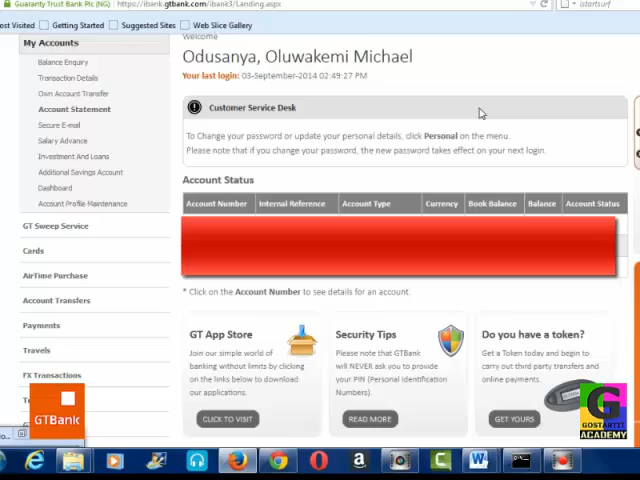 Guaranty Trust Bank Plc (NG) https://ibank.gtbank.com/ibank3/Landing.aspx istartsurf
ost Visited Getting Started Suggested Sites Web Slice Gallery
My Accounts
Balance Enquiry
Transaction Details
Own Account Transfer
Account Statement
Secure E-mail
Salary Advance
Investment And Loans
Additional Savings Account
Dashboard
Account Profile Maintenance
GT Sweep Service
Cards
AirTime Purchase
Account Transfers
Payments
Travels
FX Transactions
Welcome
Odusanya, Oluwakemi Michael
Your last login: 03-September-2014 02:49:27 PM
Customer Service Desk
To Change your password or update your personal details, click Personal on the menu.
Please note that if you change your password, the new password takes effect on your next login.
Account Status
Account Number Internal Reference Account Type Currency Book Balance Balance Account Status
* Click on the Account Number to see details for an account.
GT App Store
Join our simple world of
banking without limits by clicking
on the links below to download
our applications.
CLICK TO VISIT
Security Tips
Please note that GTBank
will NEVER ask you to provide
your PIN (Personal Identification
Numbers).
READ MORE
Do you have a token?
Get a Token today and begin to
carry out third party transfers and
online payments.
GET YOURS
GTBank
G
GOSTARTIT
ACADEMY